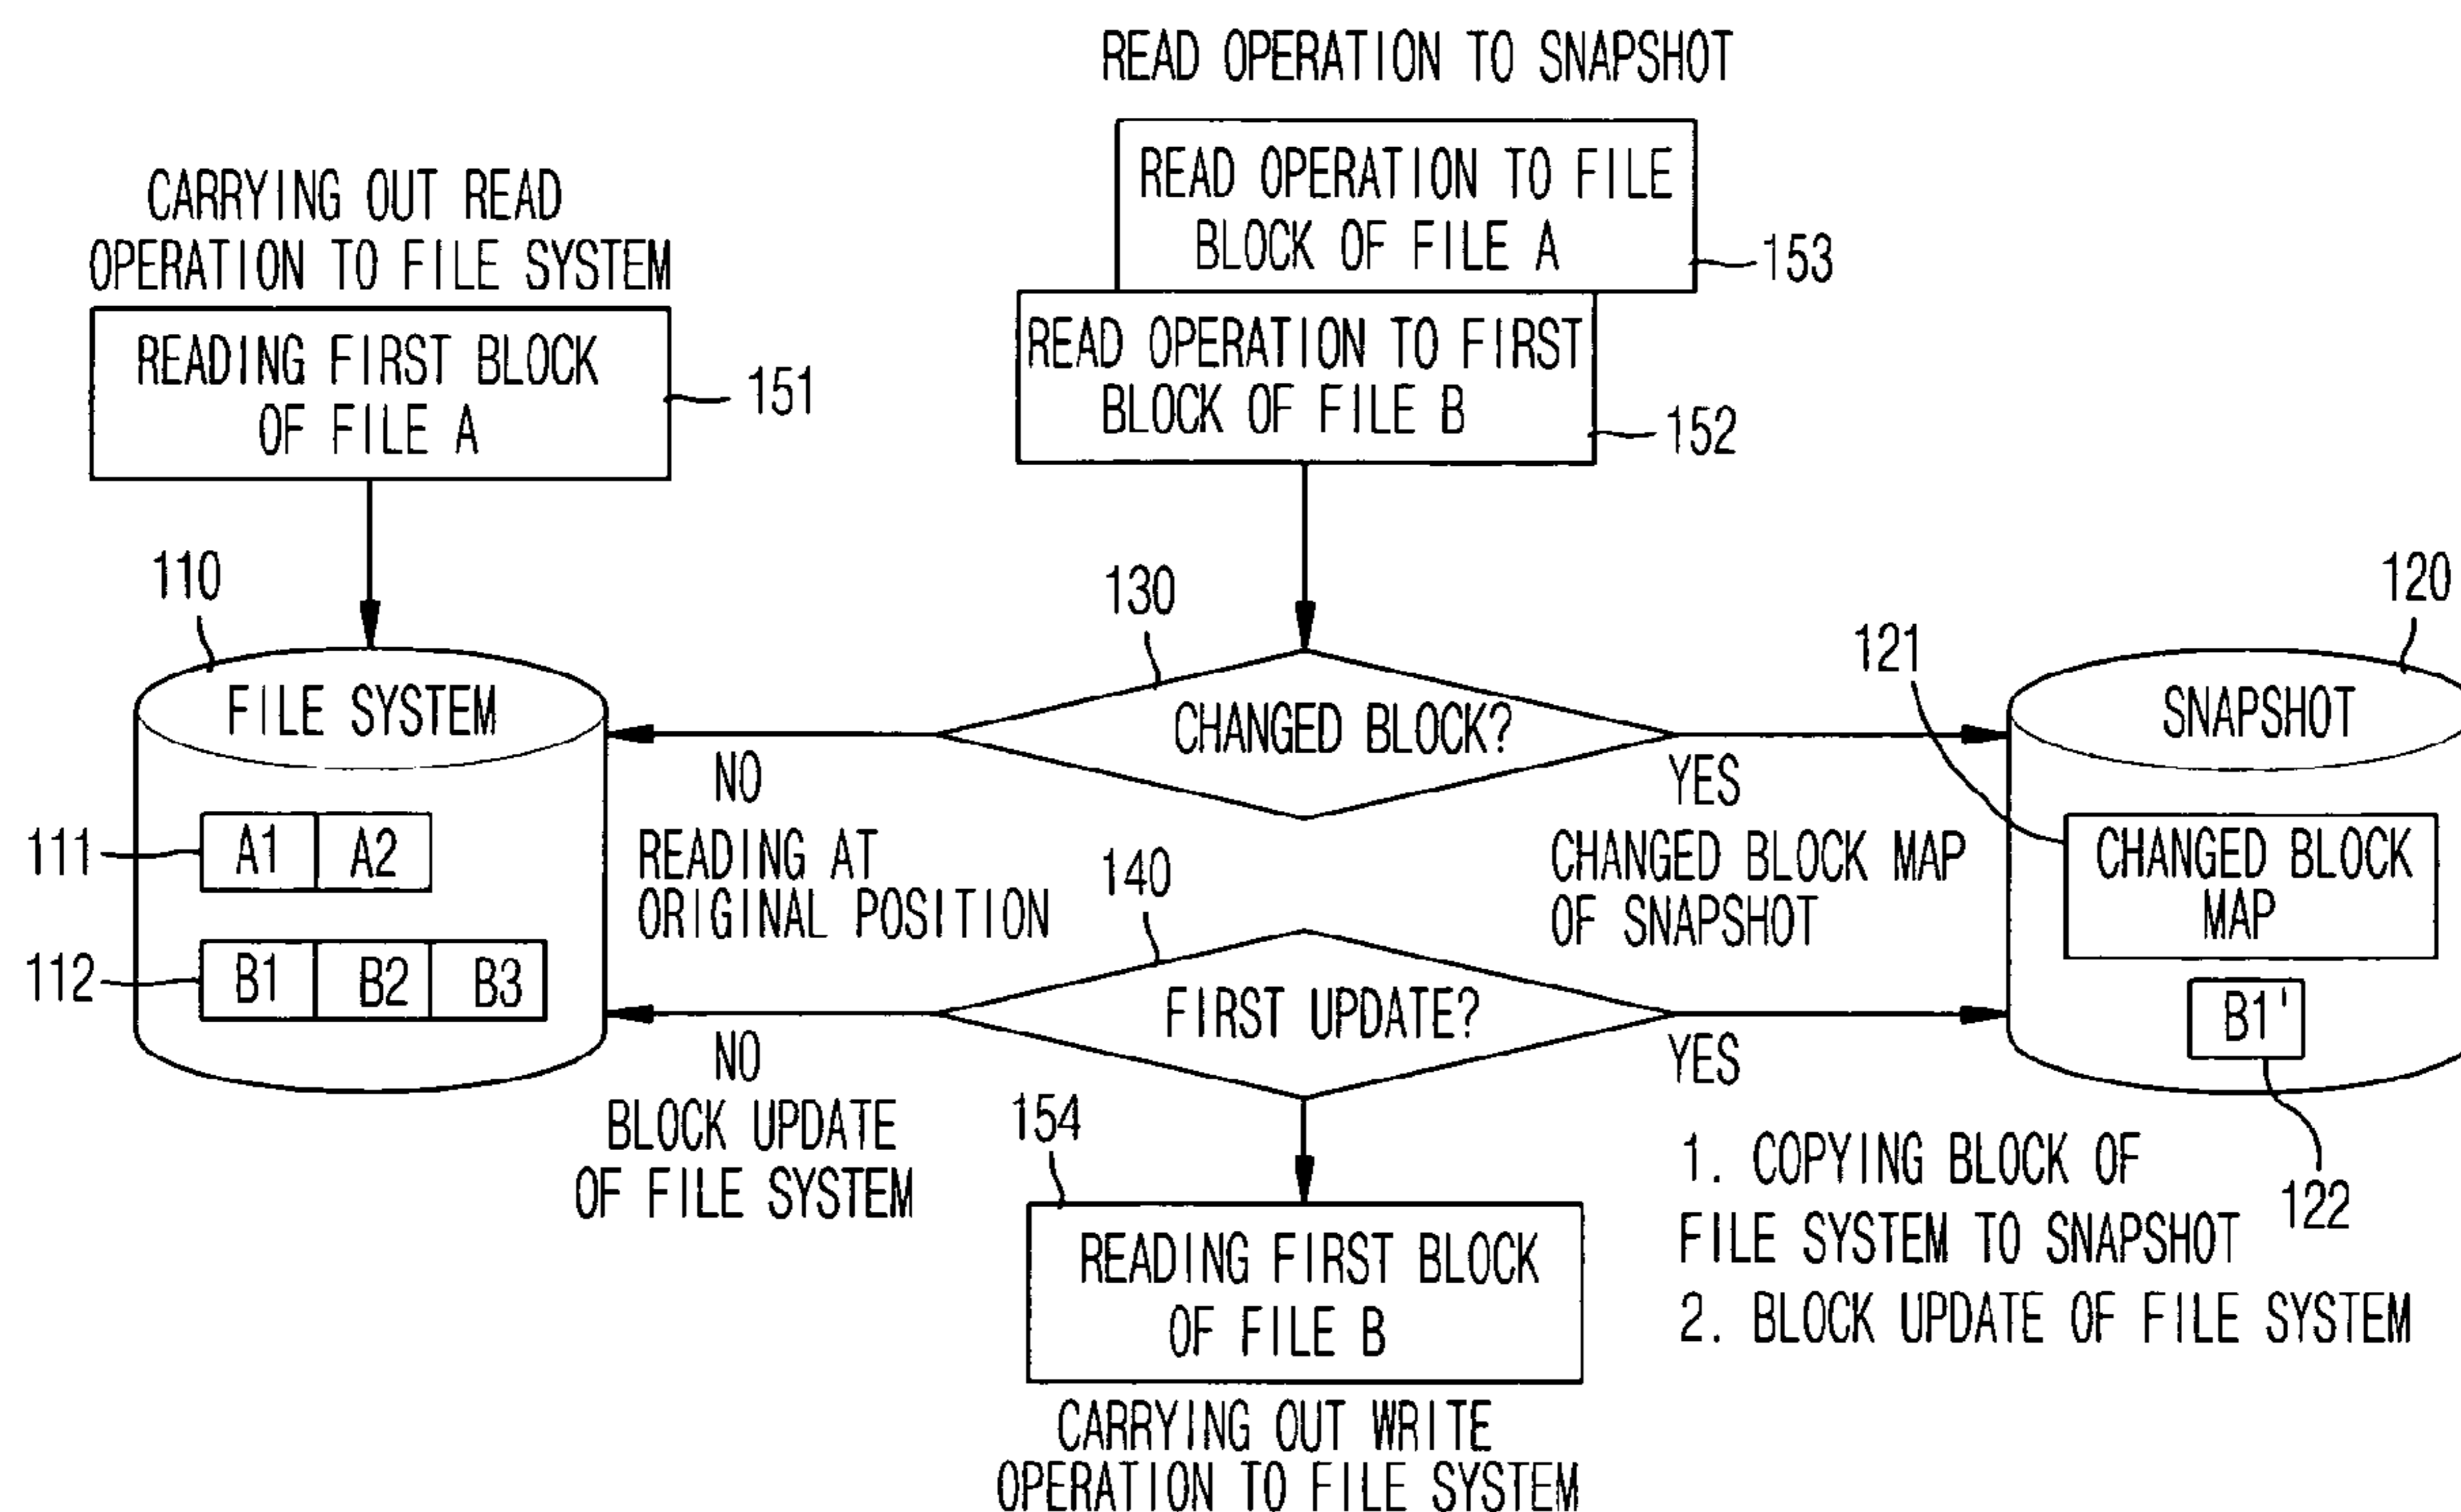 READ OPERATION TO SNAPSHOT
READ OPERATION TO FILE
BLOCK OF FILE A
153
CARRYING OUT READ
OPERATION TO FILE SYSTEM
READING FIRST BLOCK
OF FILE A
151
READ OPERATION TO FIRST
BLOCK OF FILE B
152
110
130
120
121
FILE SYSTEM
CHANGED BLOCK?
SNAPSHOT
NO
YES
111
A1
A2
READING AT
ORIGINAL POSITION
140
CHANGED BLOCK MAP
OF SNAPSHOT
CHANGED BLOCK
MAP
112
B1
B2
B3
FIRST UPDATE?
B1'
NO
YES
BLOCK UPDATE
OF FILE SYSTEM
154
1. COPYING BLOCK OF
FILE SYSTEM TO SNAPSHOT
122
2. BLOCK UPDATE OF FILE SYSTEM
READING FIRST BLOCK
OF FILE B
CARRYING OUT WRITE
OPERATION TO FILE SYSTEM